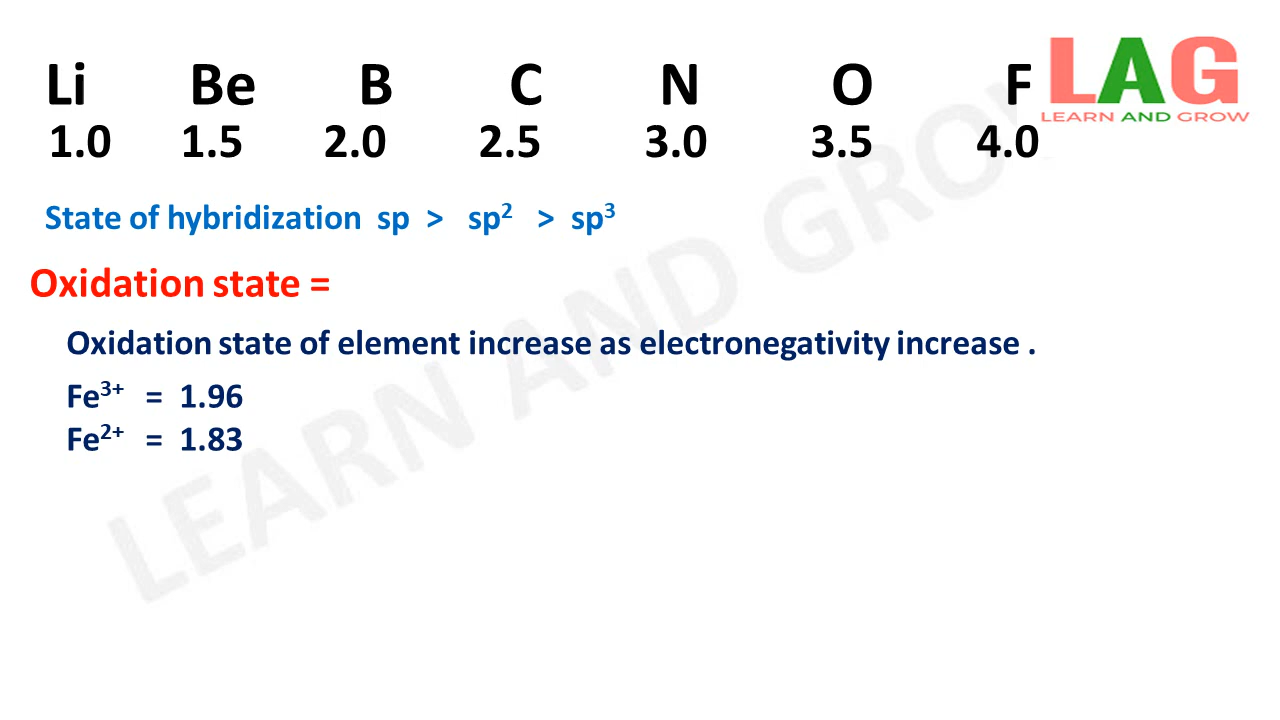 Li Be B C N O F
1.0 1.5 2.0 2.5 3.0 3.5 4.0
LAG
LEARN AND GROW
State of hybridization sp > sp² > sp³
Oxidation state =
Oxidation state of element increase as electronegativity increase .
Fe³⁺ = 1.96
Fe²⁺ = 1.83
LEARN AND GROW